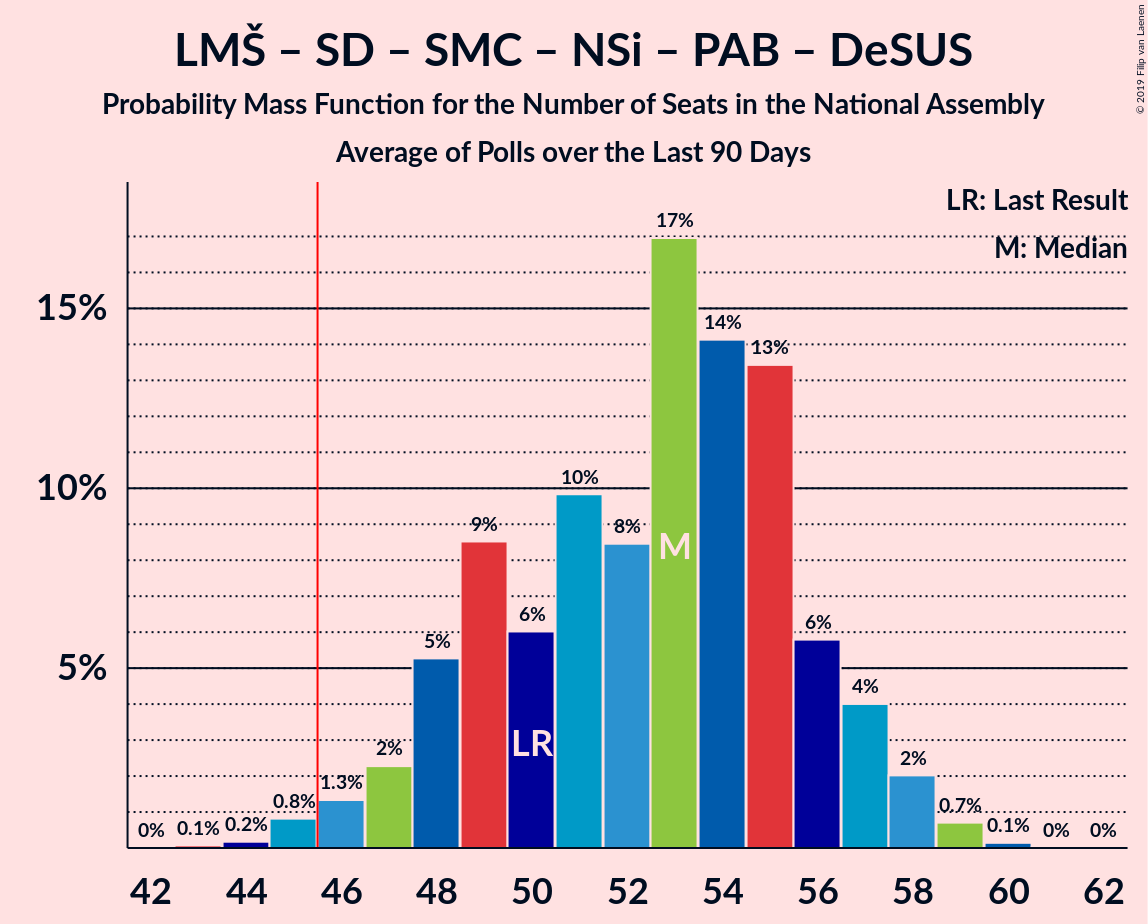 LMŠ – SD – SMC – NSi – PAB – DeSUS
Probability Mass Function for the Number of Seats in the National Assembly
Average of Polls over the Last 90 Days
© 2019 Filip van Laenen
LR: Last Result
M: Median
17%
15%
14%
13%
10%
10%
9%
8%
M
6%
6%
5%
5%
4%
LR
2%
2%
1.3%
0.8%
0.7%
0%
0.1%
0.2%
0.1%
0%
0%
42 44 46 48 50 52 54 56 58 60 62